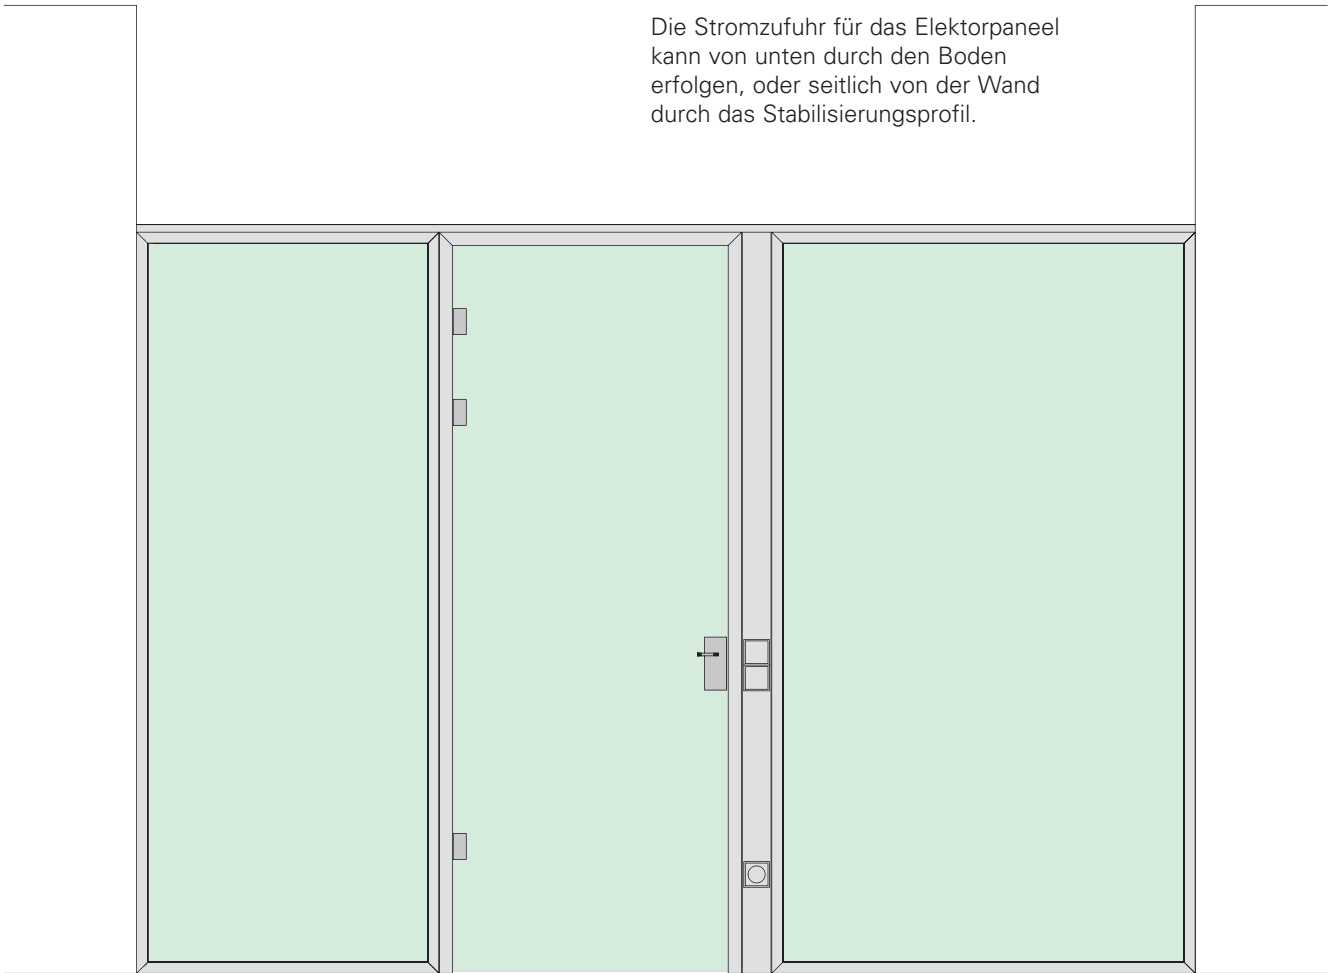 Die Stromzufuhr für das Elektorpaneel
kann von unten durch den Boden
erfolgen, oder seitlich von der Wand
durch das Stabilisierungsprofil.